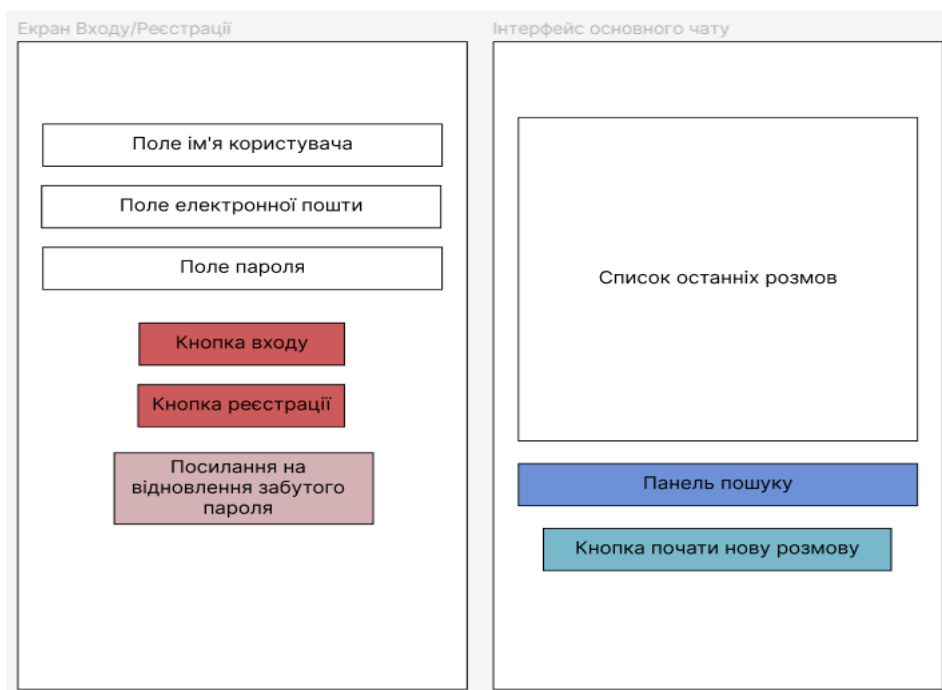 Екран Входу/Реєстрації
Поле ім'я користувача
Поле електронної пошти
Поле пароля
Кнопка входу
Кнопка реєстрації
Посилання на
відновлення забутого
пароля
Інтерфейс основного чату
Список останніх розмов
Панель пошуку
Кнопка почати нову розмову